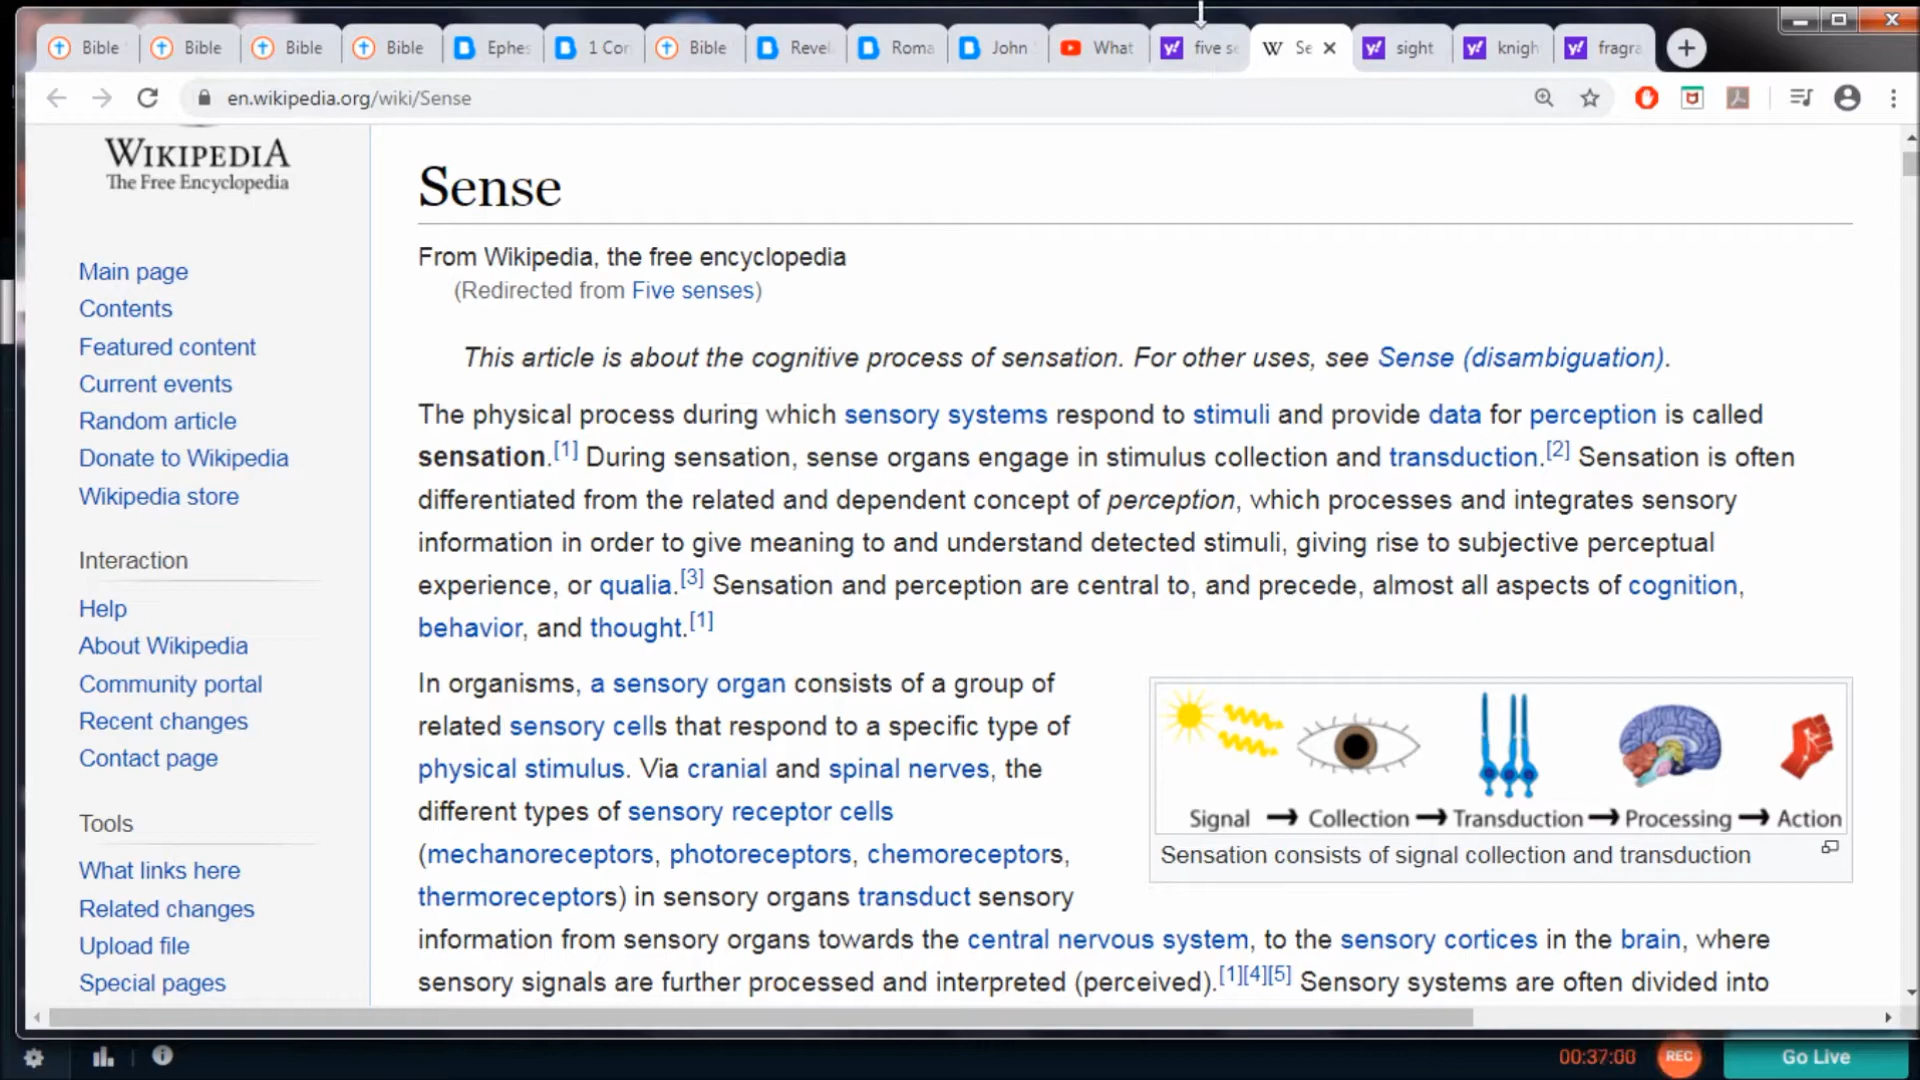 Bible
Bible
Bible
Bible
Ephes
1 Cor
Bible
Revel
Roma
John
What
five se
Se
sight
knigh
fragra
en.wikipedia.org/wiki/Sense
WIKIPEDIA
The Free Encyclopedia
Main page
Contents
Featured content
Current events
Random article
Donate to Wikipedia
Wikipedia store
Interaction
Help
About Wikipedia
Community portal
Recent changes
Contact page
Tools
What links here
Related changes
Upload file
Special pages
Sense
From Wikipedia, the free encyclopedia
(Redirected from Five senses)
This article is about the cognitive process of sensation. For other uses, see Sense (disambiguation).
The physical process during which sensory systems respond to stimuli and provide data for perception is called
sensation.[1] During sensation, sense organs engage in stimulus collection and transduction.[2] Sensation is often
differentiated from the related and dependent concept of perception, which processes and integrates sensory
information in order to give meaning to and understand detected stimuli, giving rise to subjective perceptual
experience, or qualia.[3] Sensation and perception are central to, and precede, almost all aspects of cognition,
behavior, and thought.[1]
In organisms, a sensory organ consists of a group of
related sensory cells that respond to a specific type of
physical stimulus. Via cranial and spinal nerves, the
different types of sensory receptor cells
(mechanoreceptors, photoreceptors, chemoreceptors,
thermoreceptors) in sensory organs transduct sensory
information from sensory organs towards the central nervous system, to the sensory cortices in the brain, where
sensory signals are further processed and interpreted (perceived).[1][4][5] Sensory systems are often divided into
Signal → Collection → Transduction → Processing → Action
Sensation consists of signal collection and transduction
00:37:00
REC
Go Live